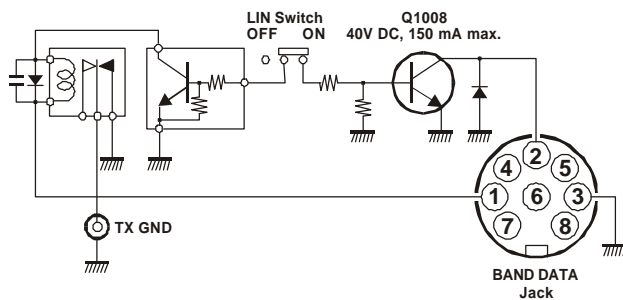 LIN Switch
OFF ON
Q1008
40V DC, 150 mA max.
TX GND
2
4 5
1 6 3
7 8
BAND DATA
Jack